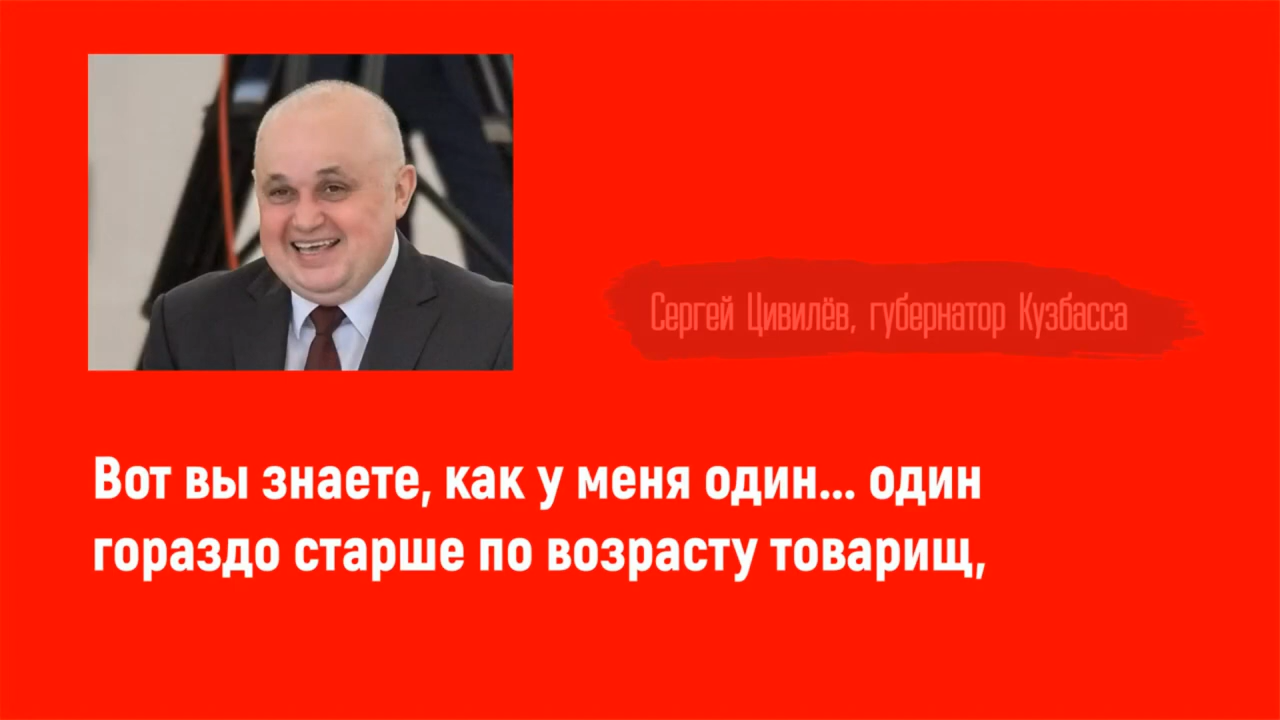 Сергей Цивилёв, губернатор Кузбасса
Вот вы знаете, как у меня один... один
гораздо старше по возрасту товарищ,